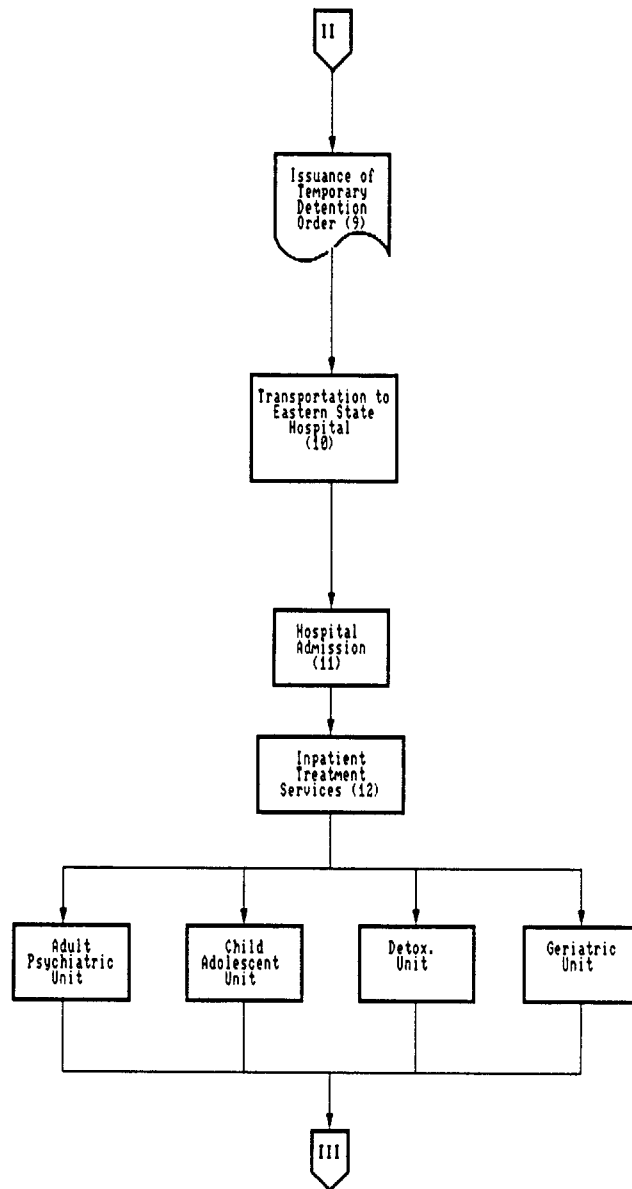 II
Issuance of
Temporary
Detention
Order (9)
Transportation to
Eastern State
Hospital
(10)
Hospital
Admission
(11)
Inpatient
Treatment
Services (12)
Adult
Psychiatric
Unit
Child
Adolescent
Unit
Detox.
Unit
Geriatric
Unit
III